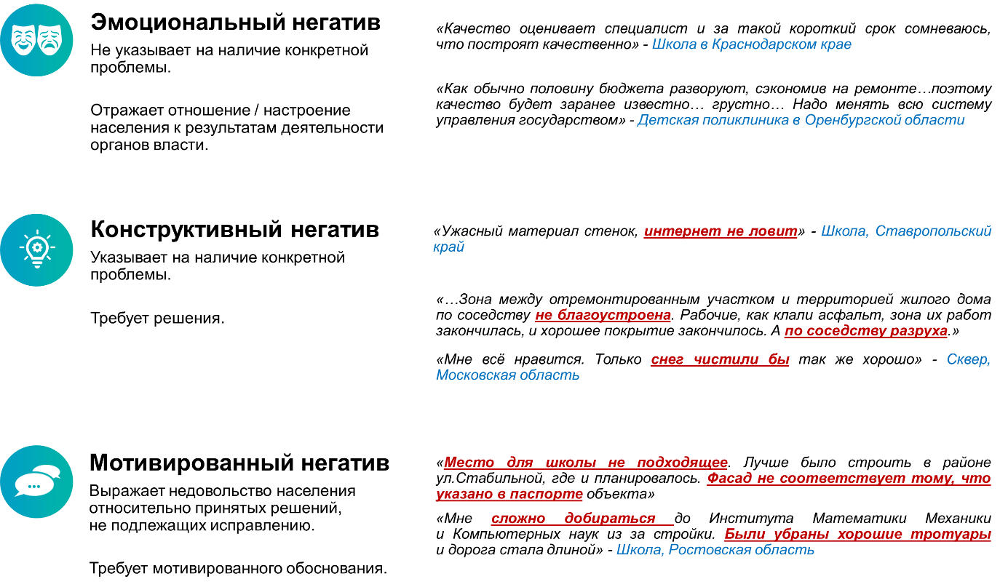 Эмоциональный негатив
Не указывает на наличие конкретной
проблемы.
Отражает отношение / настроение
населения к результатам деятельности
органов власти.
«Качество оценивает специалист и за такой короткий срок сомневаюсь,
что построят качественно» - Школа в Краснодарском крае
«Как обычно половину бюджета разворуют, сэкономив на ремонте…поэтому
качество будет заранее известно… грустно… Надо менять всю систему
управления государством» - Детская поликлиника в Оренбургской области
Конструктивный негатив
Указывает на наличие конкретной
проблемы.
Требует решения.
«Ужасный материал стенок, интернет не ловит» - Школа, Ставропольский
край
«…Зона между отремонтированным участком и территорией жилого дома
по соседству не благоустроена. Рабочие, как клали асфальт, зона их работ
закончилась, и хорошее покрытие закончилось. А по соседству разруха.»
«Мне всё нравится. Только снег чистили бы так же хорошо» - Сквер,
Московская область
Мотивированный негатив
Выражает недовольство населения
относительно принятых решений,
не подлежащих исправлению.
Требует мотивированного обоснования.
«Место для школы не подходящее. Лучше было строить в районе
ул.Стабильной, где и планировалось. Фасад не соответствует тому, что
указано в паспорте объекта»
«Мне сложно добираться до Института Математики Механики
и Компьютерных наук из за стройки. Были убраны хорошие тротуары
и дорога стала длиной» - Школа, Ростовская область